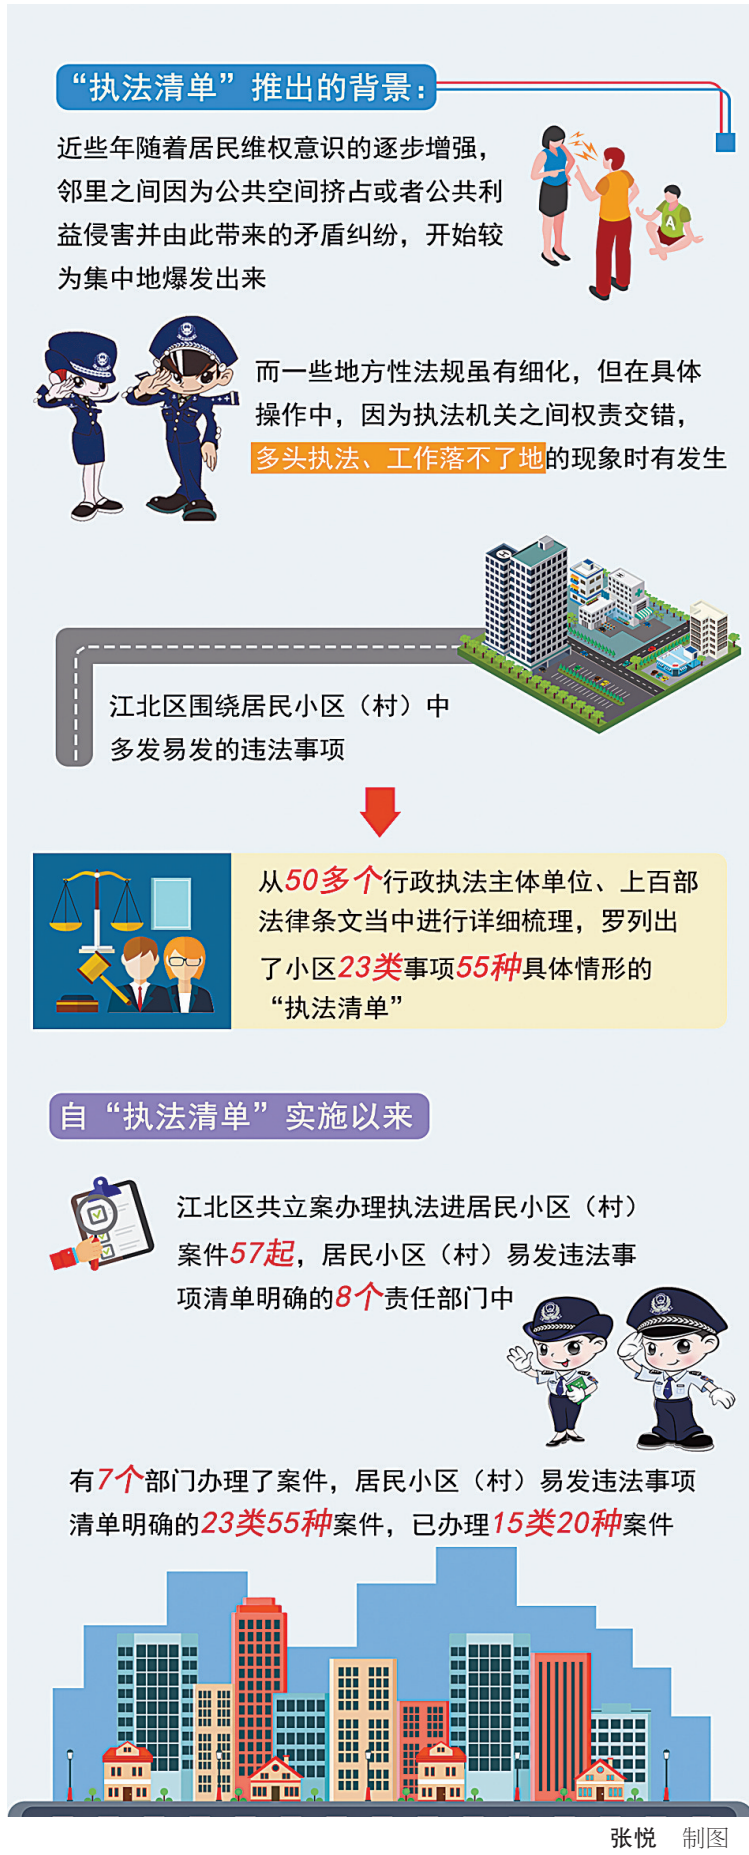 “执法清单”推出的背景：
近些年随着居民维权意识的逐步增强，
邻里之间因为公共空间挤占或者公共利
益侵害并由此带来的矛盾纠纷，开始较
为集中地爆发出来
A
而一些地方性法规虽有细化，但在具体
操作中，因为执法机关之间权责交错，
多头执法、工作落不了地的现象时有发生
H
江北区围绕居民小区（村）中
多发易发的违法事项
从50多个行政执法主体单位、上百部
法律条文当中进行详细梳理，罗列出
了小区23类事项55种具体情形的
“执法清单”
自“执法清单”实施以来
江北区共立案办理执法进居民小区（村）
案件57起，居民小区（村）易发违法事
项清单明确的8个责任部门中
有7个部门办理了案件，居民小区（村）易发违法事项
清单明确的23类55种案件，已办理15类20种案件
张悦 制图